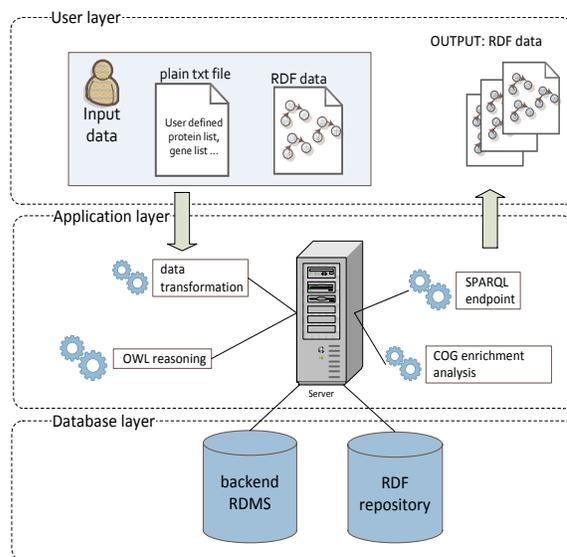 User layer
OUTPUT: RDF data
Input
data
plain txt file
User defined
protein list,
gene list ...
RDF data
Application layer
data
transformation
OWL reasoning
Server
SPARQL
endpoint
COG enrichment
analysis
Database layer
backend
RDMS
RDF
repository